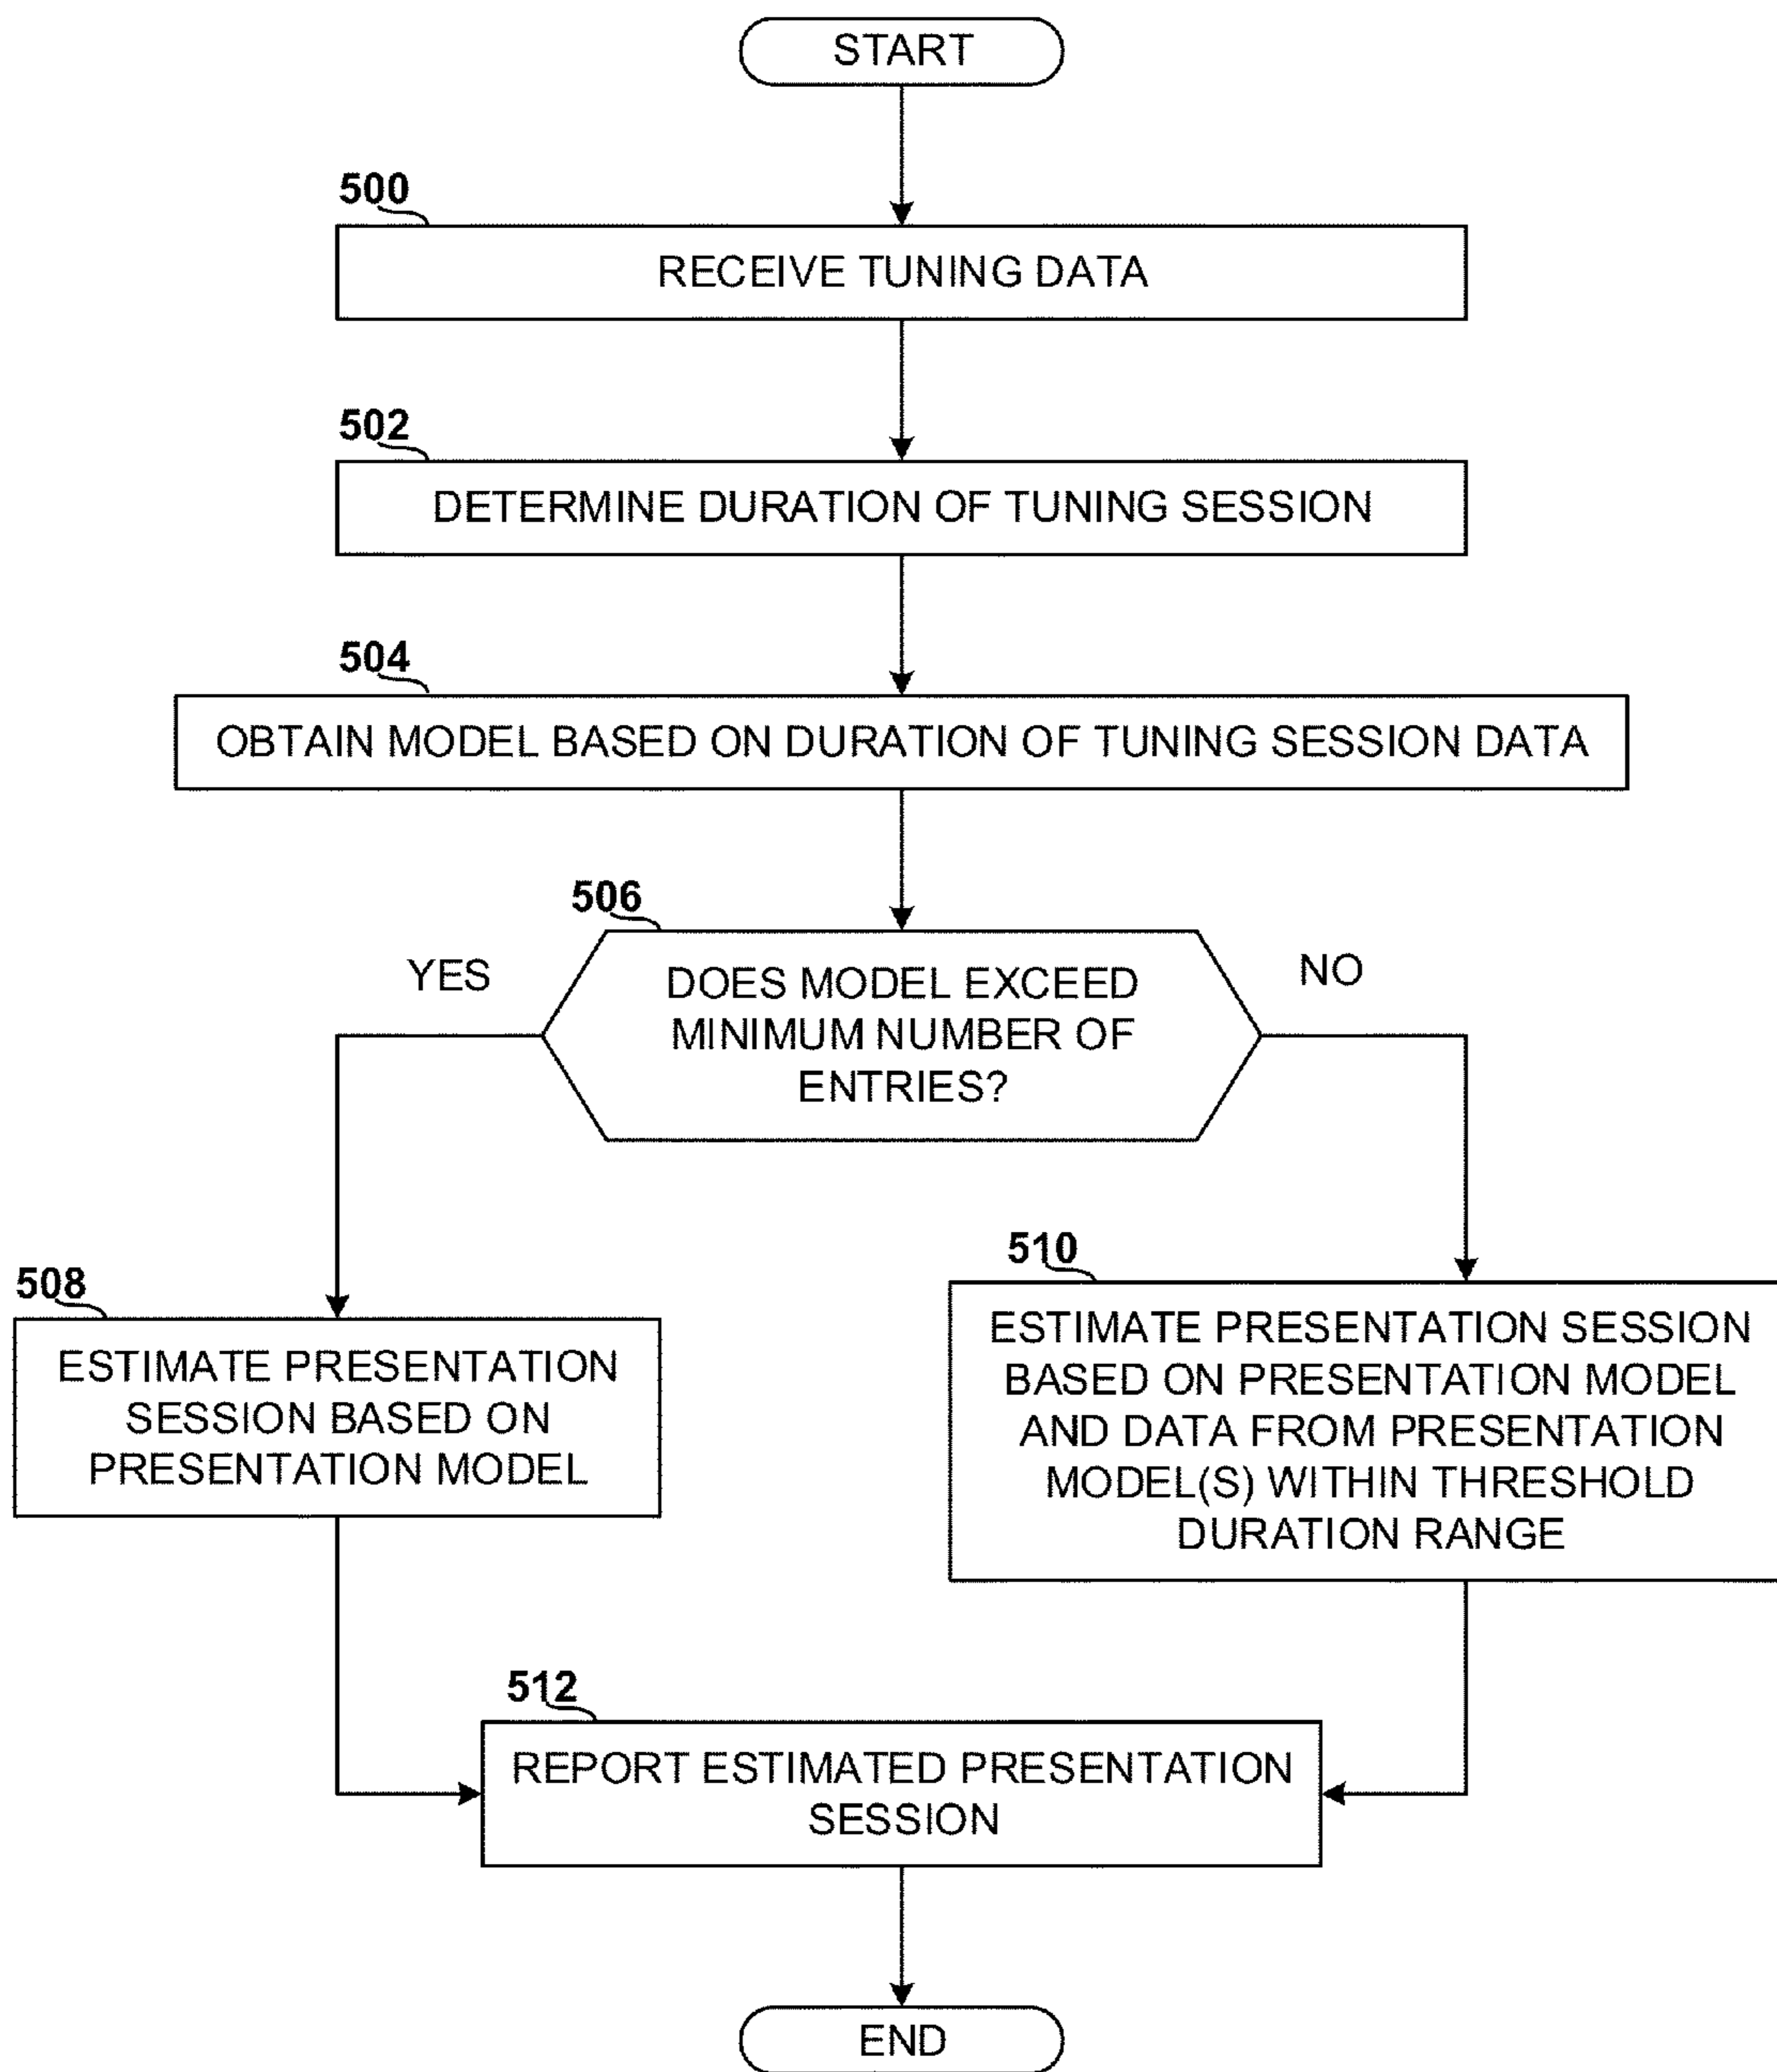 START
500
RECEIVE TUNING DATA
502
DETERMINE DURATION OF TUNING SESSION
504
OBTAIN MODEL BASED ON DURATION OF TUNING SESSION DATA
506
YES
DOES MODEL EXCEED
MINIMUM NUMBER OF
ENTRIES?
NO
508
ESTIMATE PRESENTATION
SESSION BASED ON
PRESENTATION MODEL
510
ESTIMATE PRESENTATION SESSION
BASED ON PRESENTATION MODEL
AND DATA FROM PRESENTATION
MODEL(S) WITHIN THRESHOLD
DURATION RANGE
512
REPORT ESTIMATED PRESENTATION
SESSION
END